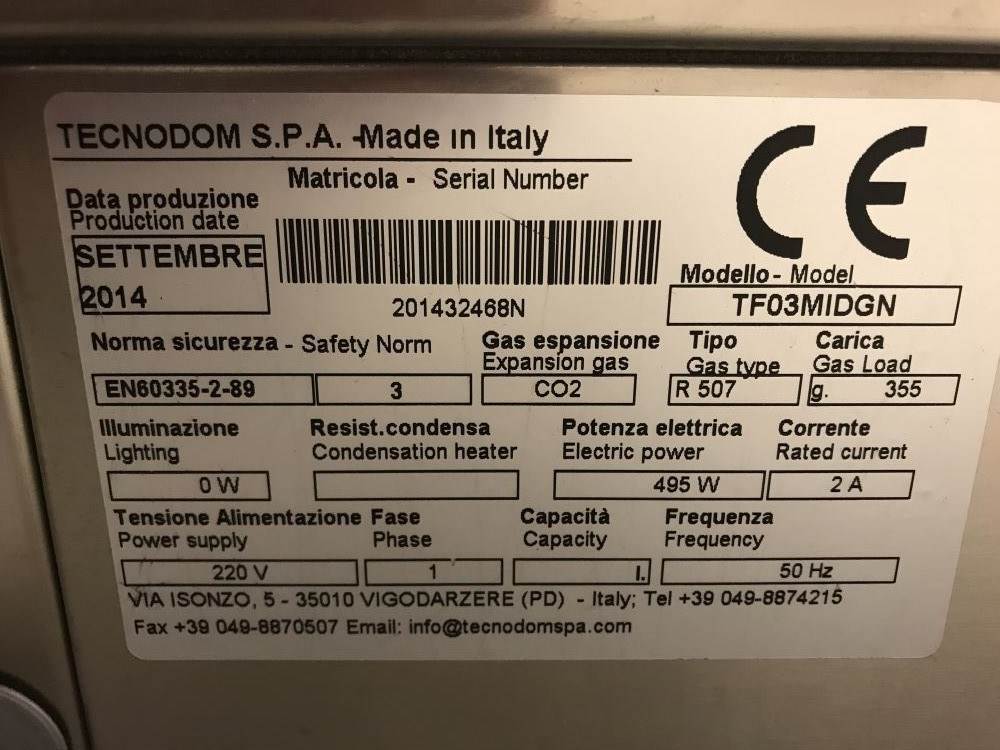 TECNODOM S.P.A. -Made in Italy
CE
Matricola - Serial Number
Data produzione
Production date
SETTEMBRE
2014
201432468N
Modello - Model
TF03MIDGN
Norma sicurezza - Safety Norm
EN60335-2-89 3
Gas espansione
Expansion gas
CO2
Tipo
Gas type
R 507
Carica
Gas Load
g. 355
Illuminazione
Lighting
0 W
Resist.condensa
Condensation heater
Potenza elettrica
Electric power
495 W
Corrente
Rated current
2 A
Tensione Alimentazione
Power supply
220 V
Fase
Phase
1
Capacità
Capacity
l.
Frequenza
Frequency
50 Hz
VIA ISONZO, 5 - 35010 VIGODARZERE (PD) - Italy; Tel +39 049-8874215
Fax +39 049-8870507 Email: info@tecnodomspa.com